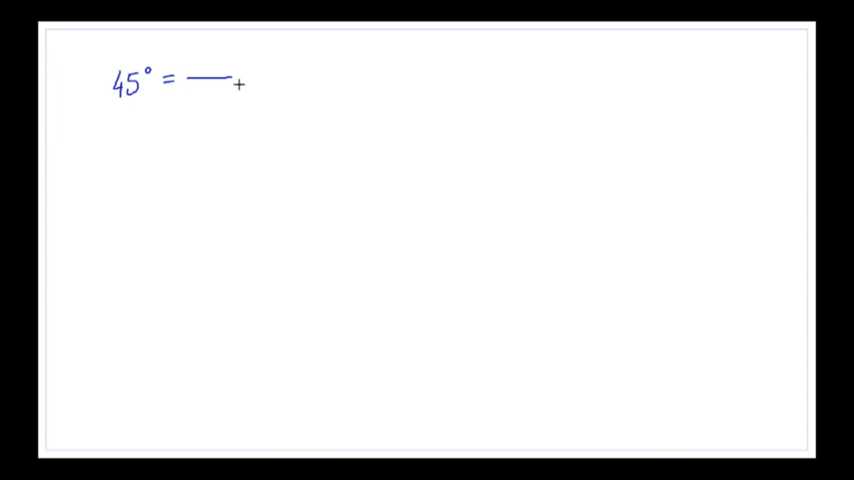 45° = —